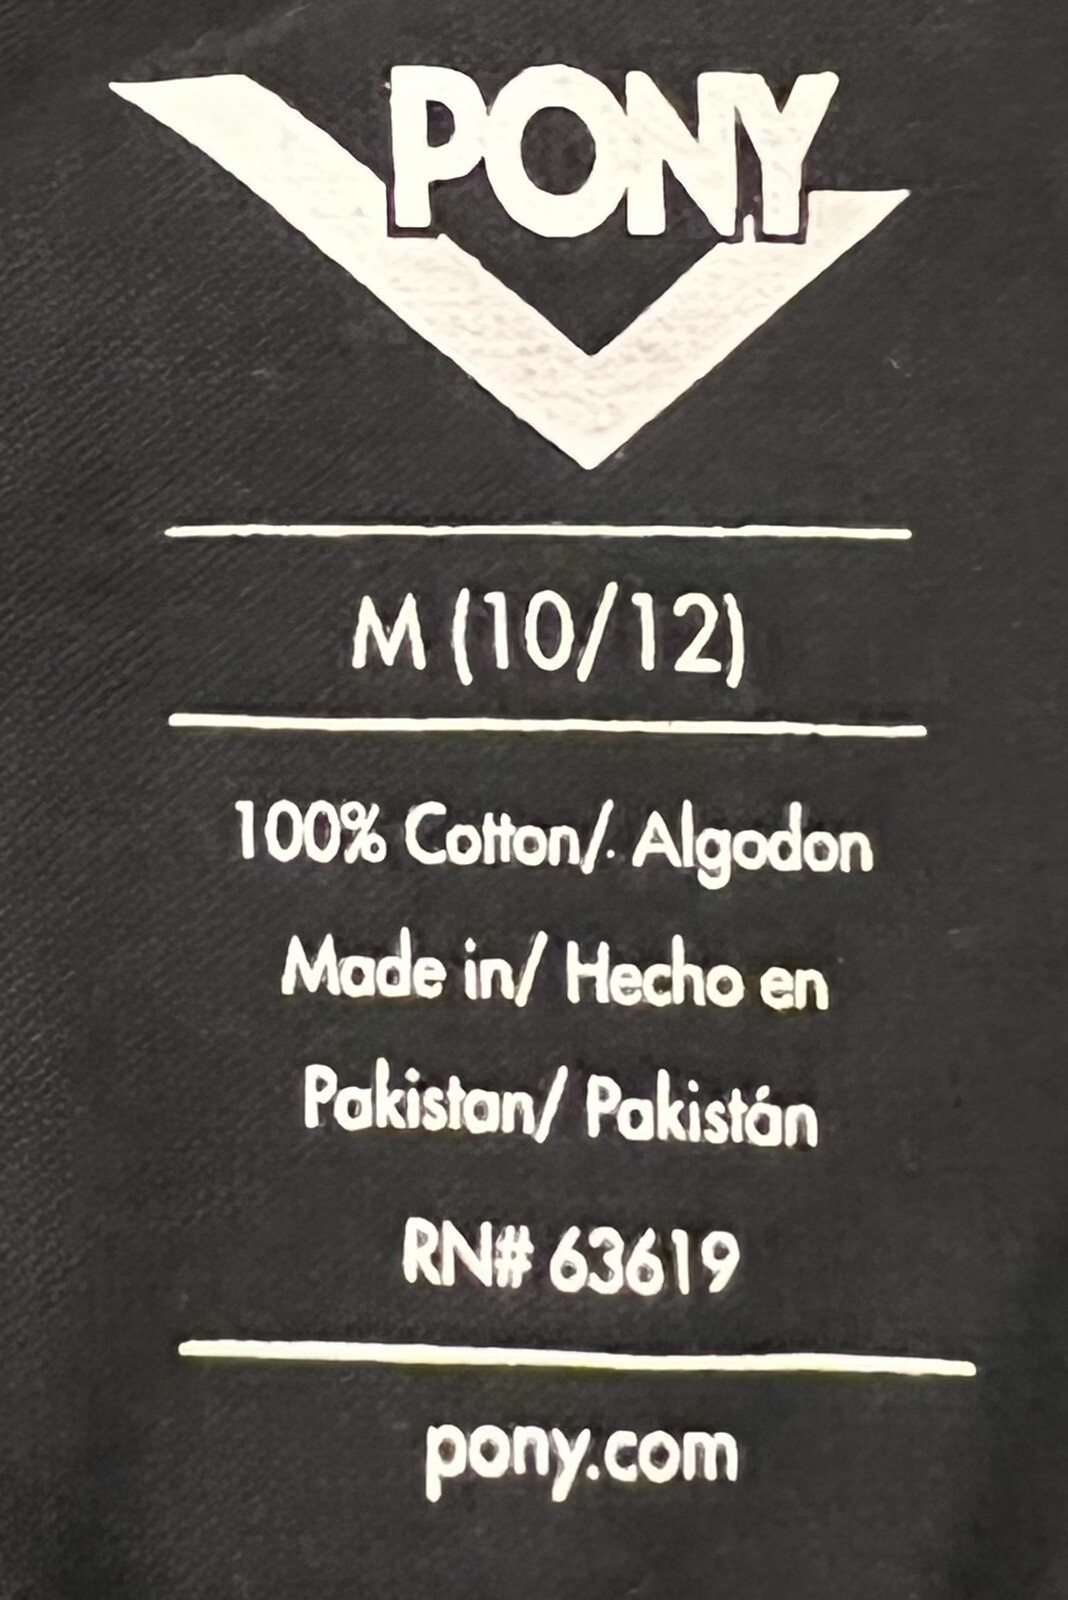 PONY
M (10/12)
100% Cotton/ Algodon
Made in/ Hecho en
Pakistan/ Pakistán
RN# 63619
pony.com